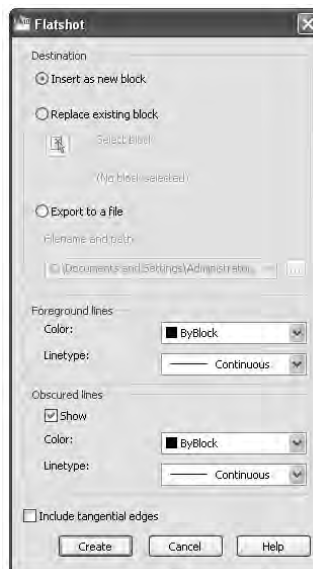 Flatshot
Destination
Insert as new block
Replace existing block
Select block
(No block selected)
Export to a file
Filename and path:
C:\Documents and Settings\Administrator
...
Foreground lines
Color:
ByBlock
Linetype:
Continuous
Obscured lines
Show
Color:
ByBlock
Linetype:
Continuous
Include tangential edges
Create
Cancel
Help